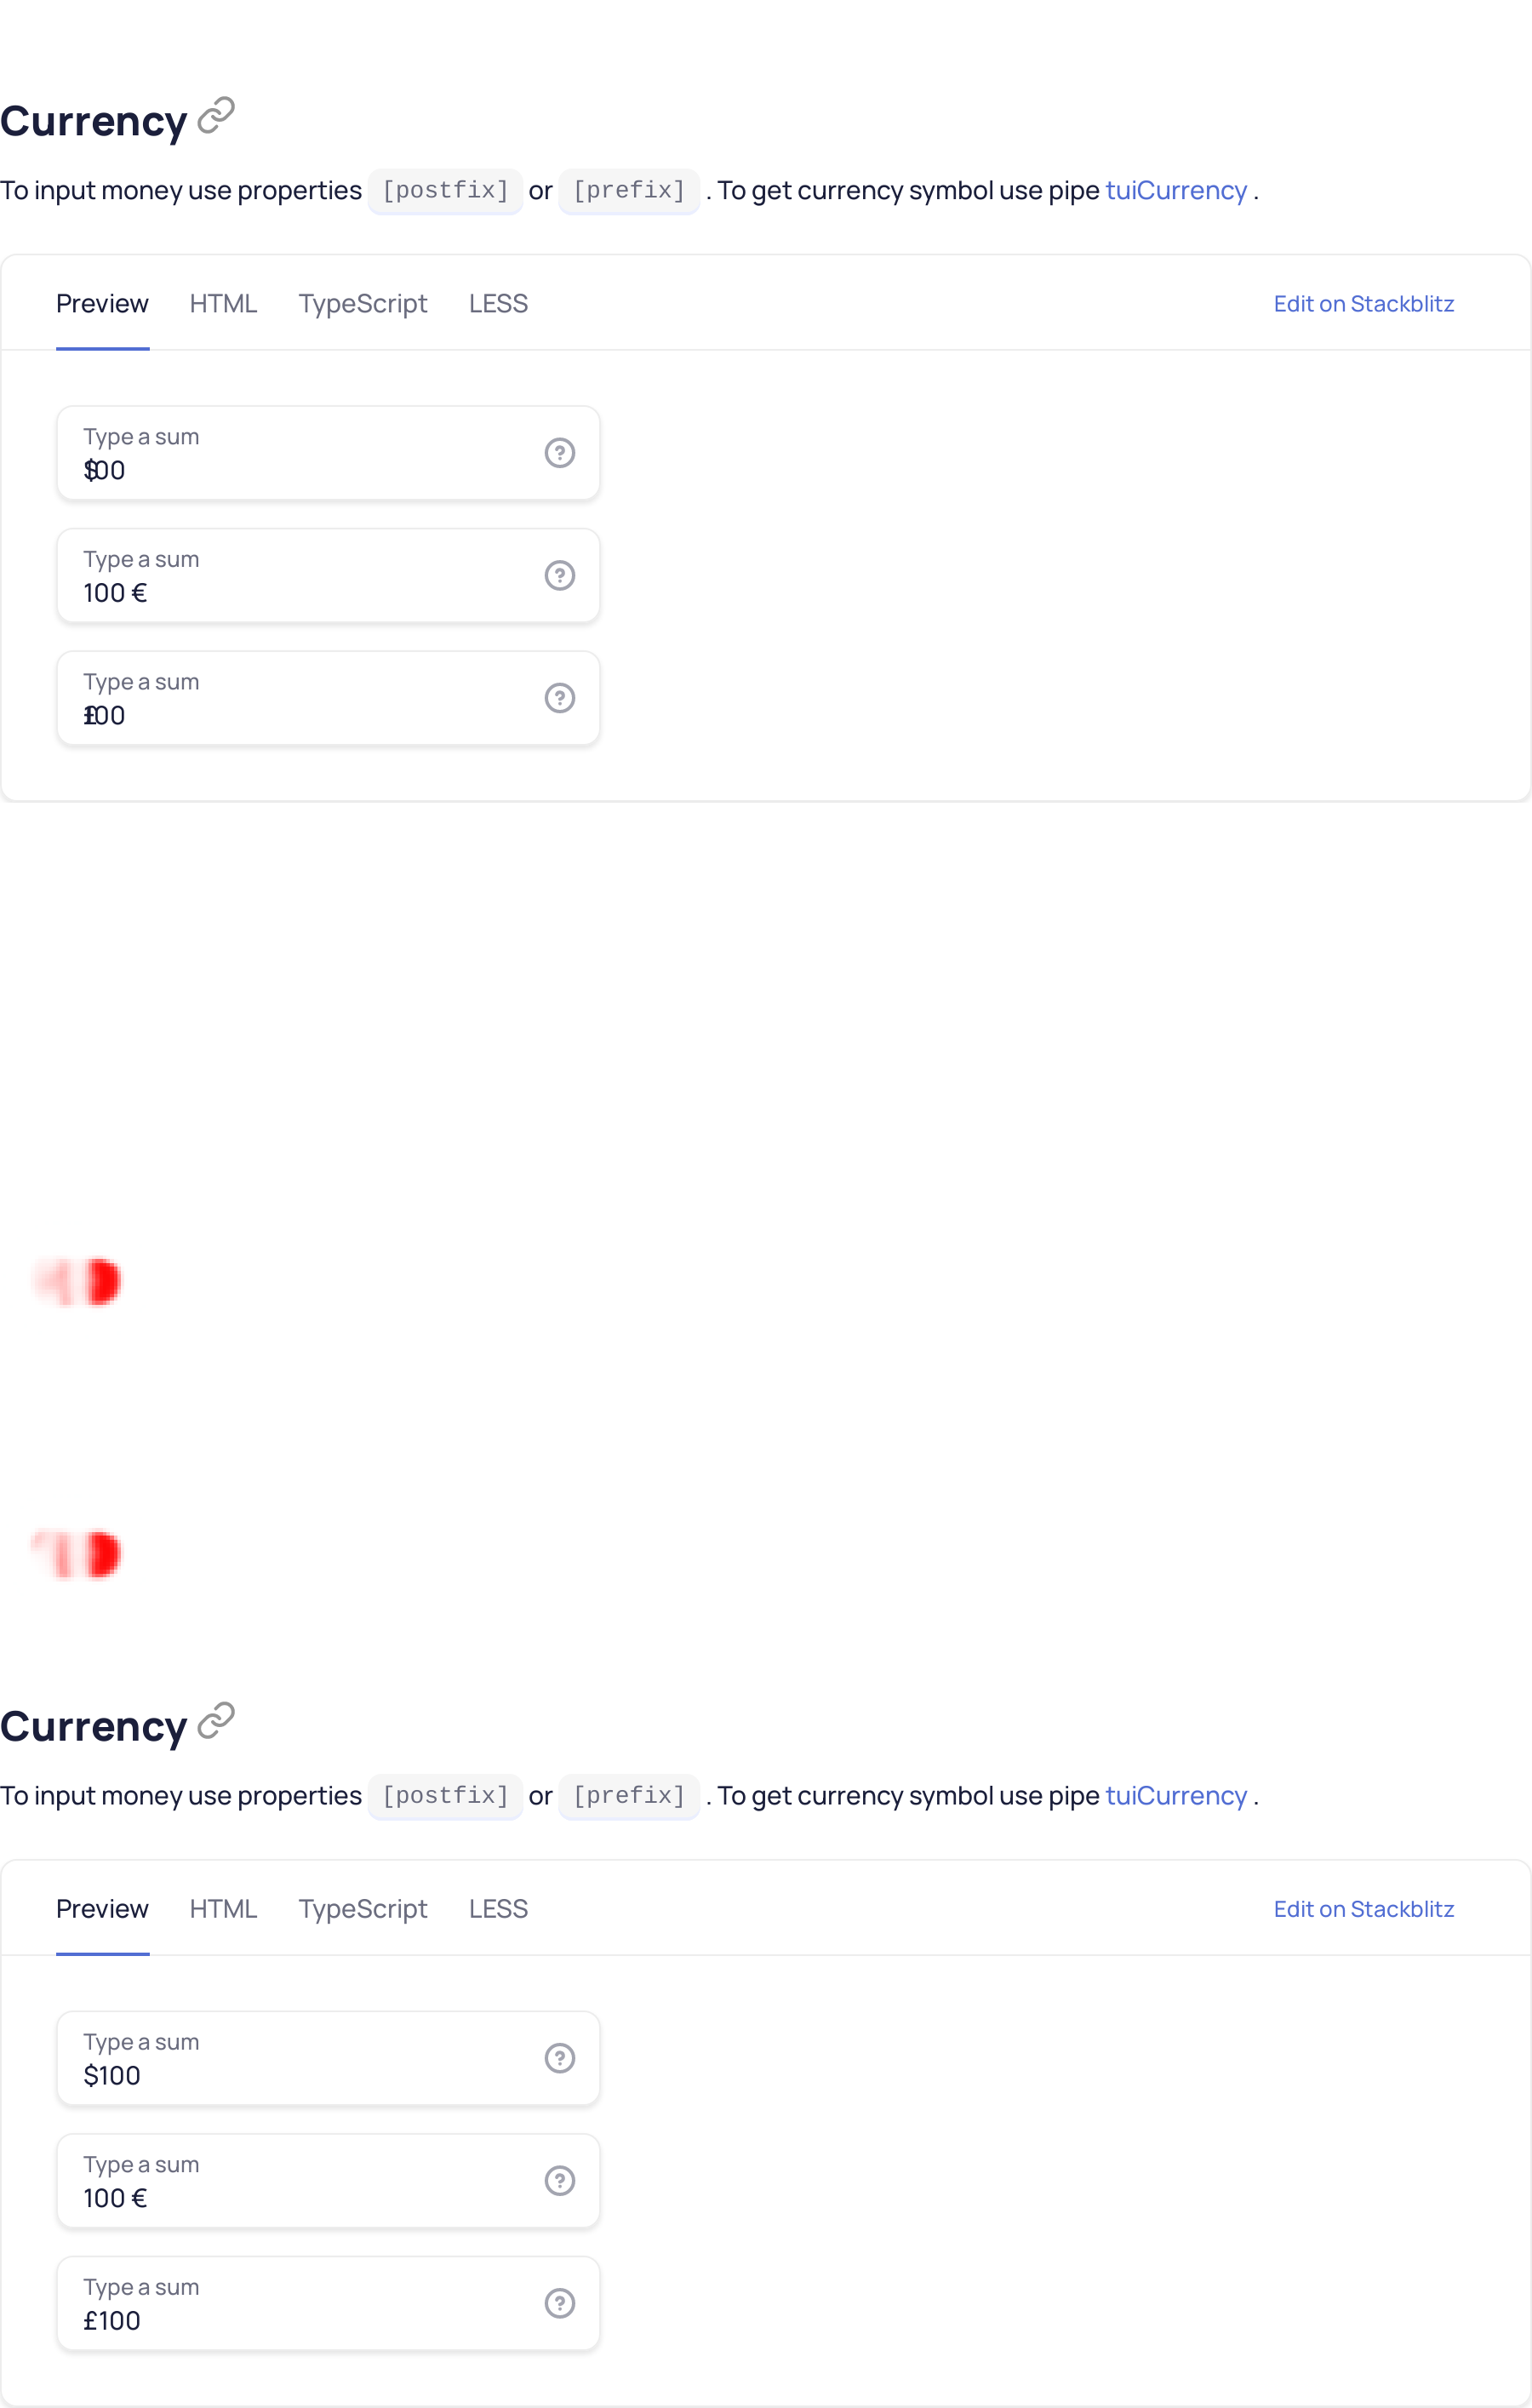 Currency
To input money use properties [postfix] or [prefix] . To get currency symbol use pipe tuiCurrency .
Preview HTML TypeScript LESS Edit on Stackblitz
Type a sum
00
Type a sum
100 €
Type a sum
00
Currency
To input money use properties [postfix] or [prefix] . To get currency symbol use pipe tuiCurrency .
Preview HTML TypeScript LESS Edit on Stackblitz
Type a sum
$100
Type a sum
100 €
Type a sum
£100